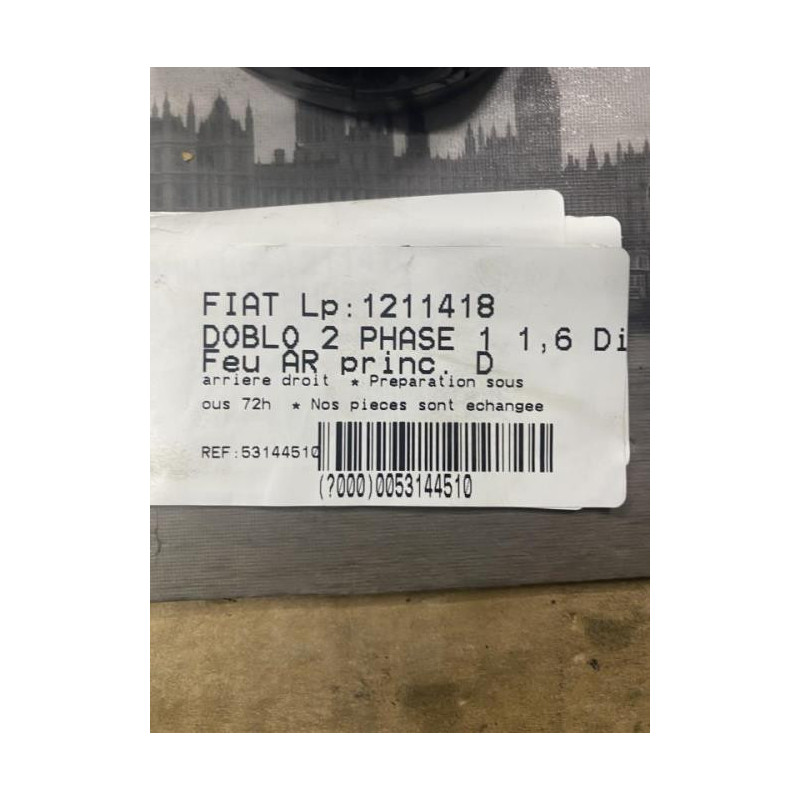 FIAT Lp:1211418
DOBLO 2 PHASE 1 1,6 Di
Feu AR princ. D
arriere droit * Preparation sous
ous 72h * Nos pieces sont echangee
REF:53144510
(?000)0053144510